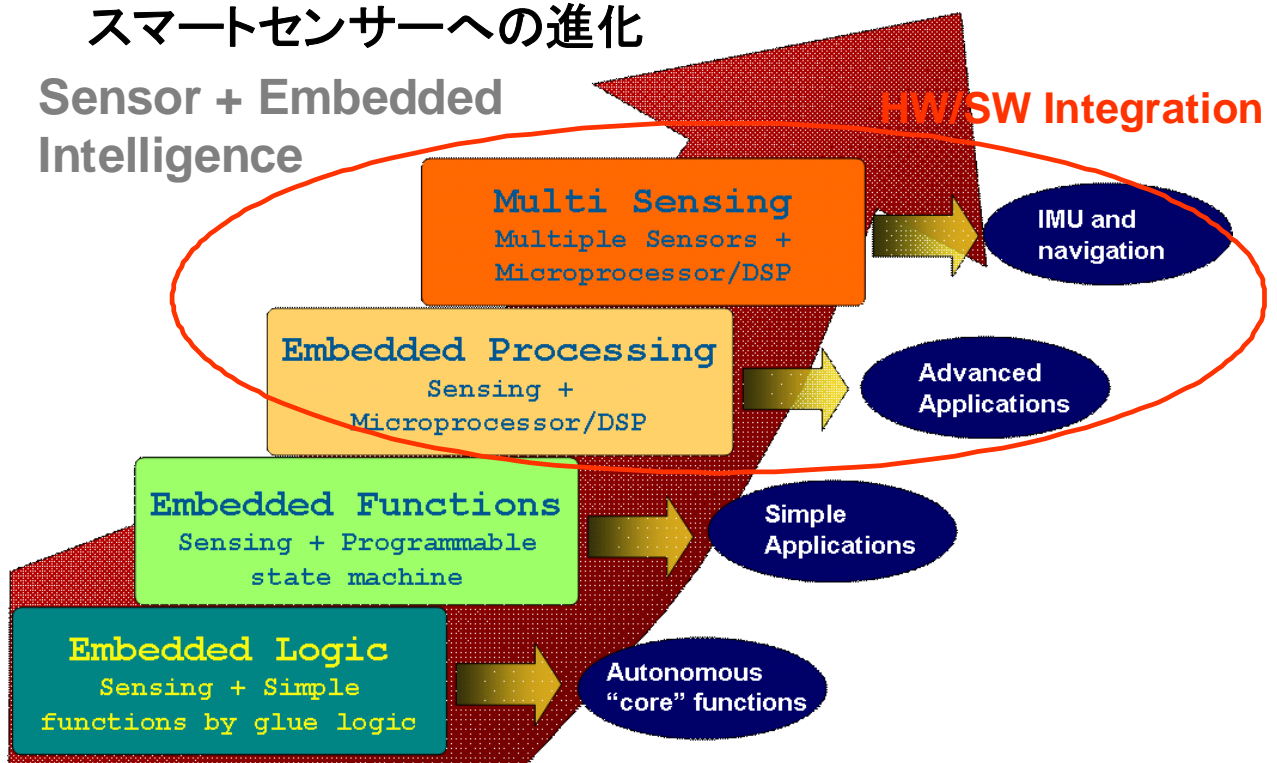 スマートセンサーへの進化
Sensor + Embedded
Intelligence
HW/SW Integration
Multi Sensing
Multiple Sensors +
Microprocessor/DSP
IMU and
navigation
Embedded Processing
Sensing +
Microprocessor/DSP
Advanced
Applications
Embedded Functions
Sensing + Programmable
state machine
Simple
Applications
Embedded Logic
Sensing + Simple
functions by glue logic
Autonomous
“core” functions